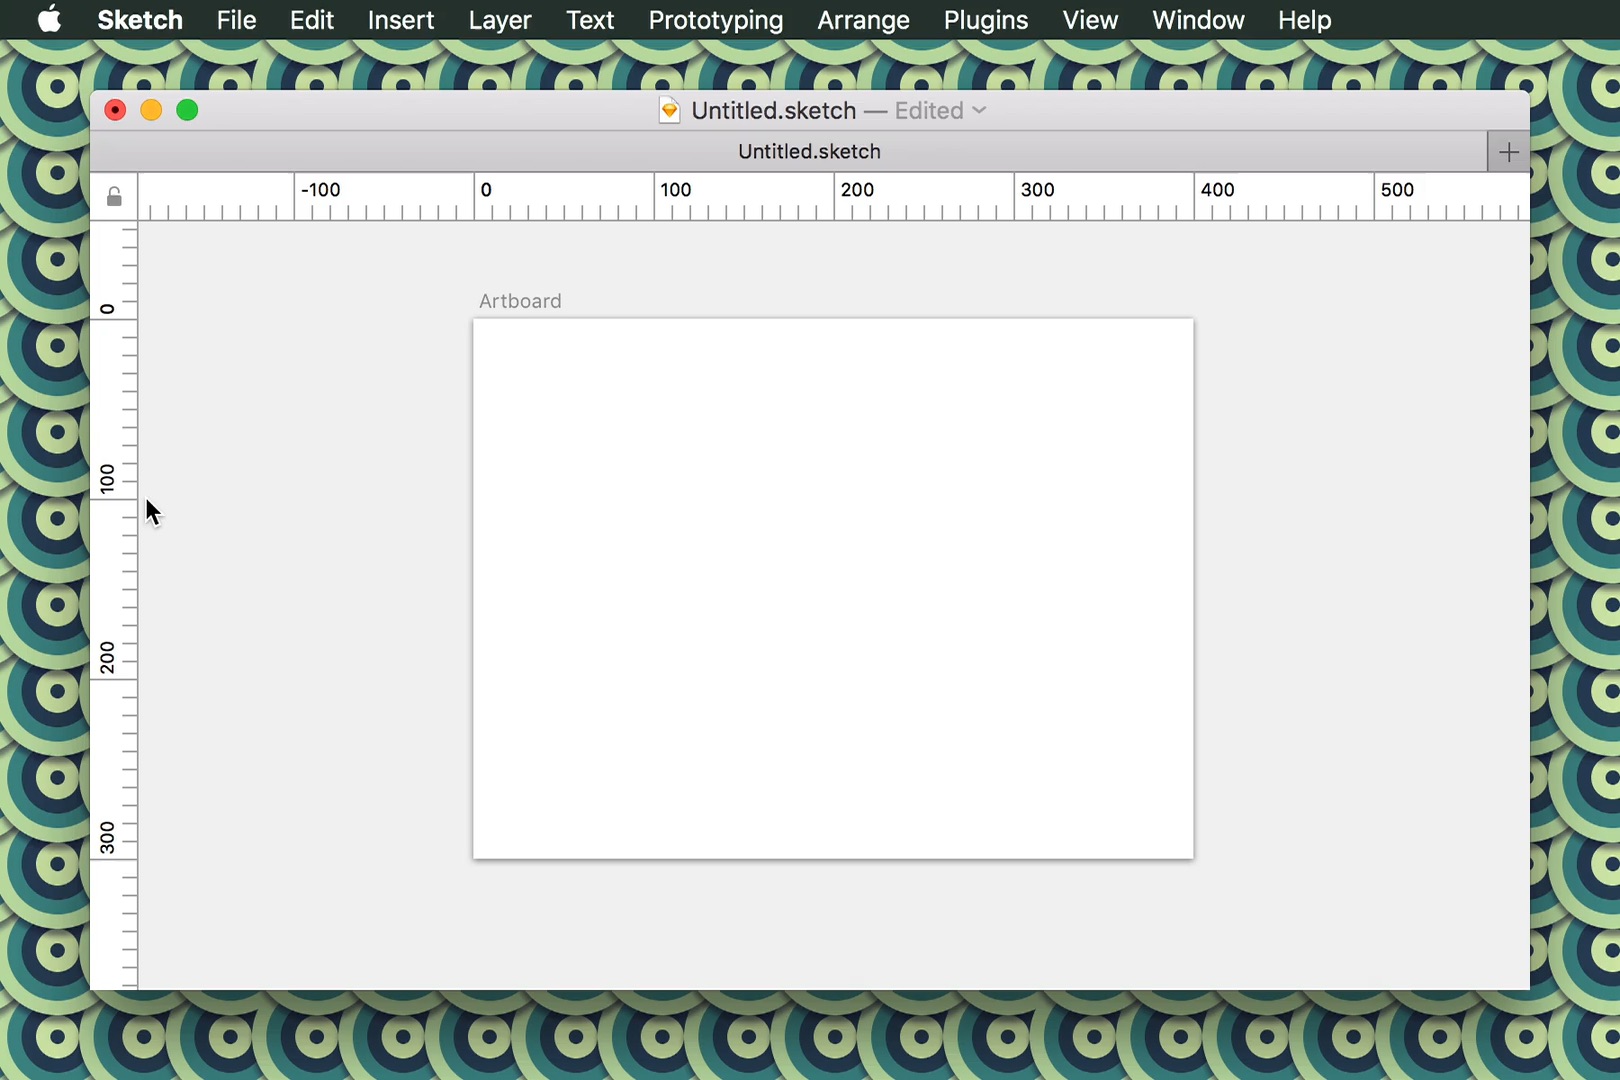 Sketch File Edit Insert Layer Text Prototyping Arrange Plugins View Window Help
Untitled.sketch — Edited
Untitled.sketch
-100 0 100 200 300 400 500
Artboard
0
100
200
300